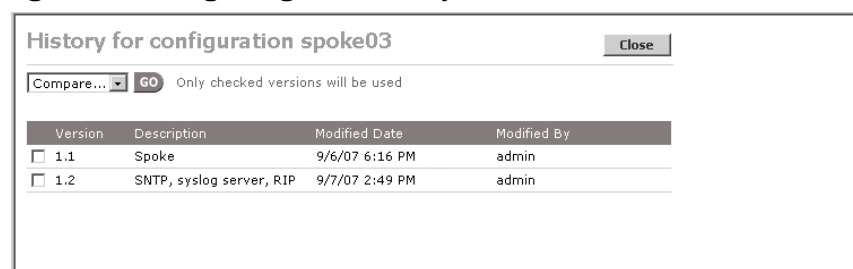 History for configuration spoke03
Close
Compare... GO Only checked versions will be used
Version Description Modified Date Modified By
1.1 Spoke 9/6/07 6:16 PM admin
1.2 SNTP, syslog server, RIP 9/7/07 2:49 PM admin